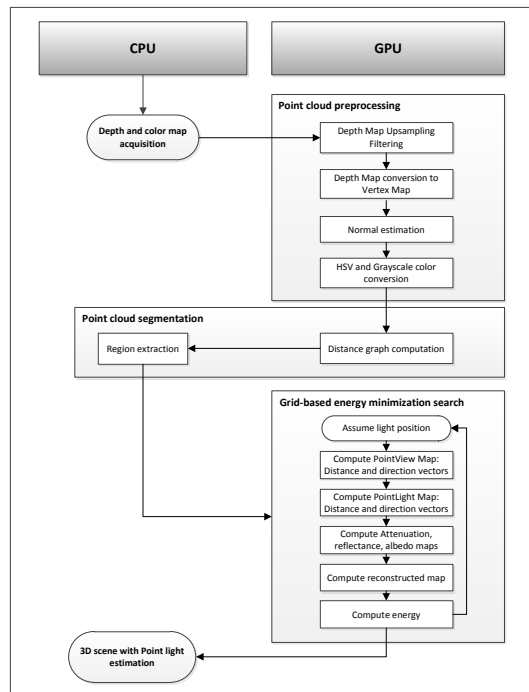 CPU
GPU
Point cloud preprocessing
Depth and color map
acquisition
Depth Map Upsampling
Filtering
Depth Map conversion to
Vertex Map
Normal estimation
HSV and Grayscale color
conversion
Point cloud segmentation
Region extraction
Distance graph computation
Grid-based energy minimization search
Assume light position
Compute PointView Map:
Distance and direction vectors
Compute PointLight Map:
Distance and direction vectors
Compute Attenuation,
reflectance, albedo maps
Compute reconstructed map
Compute energy
3D scene with Point light
estimation